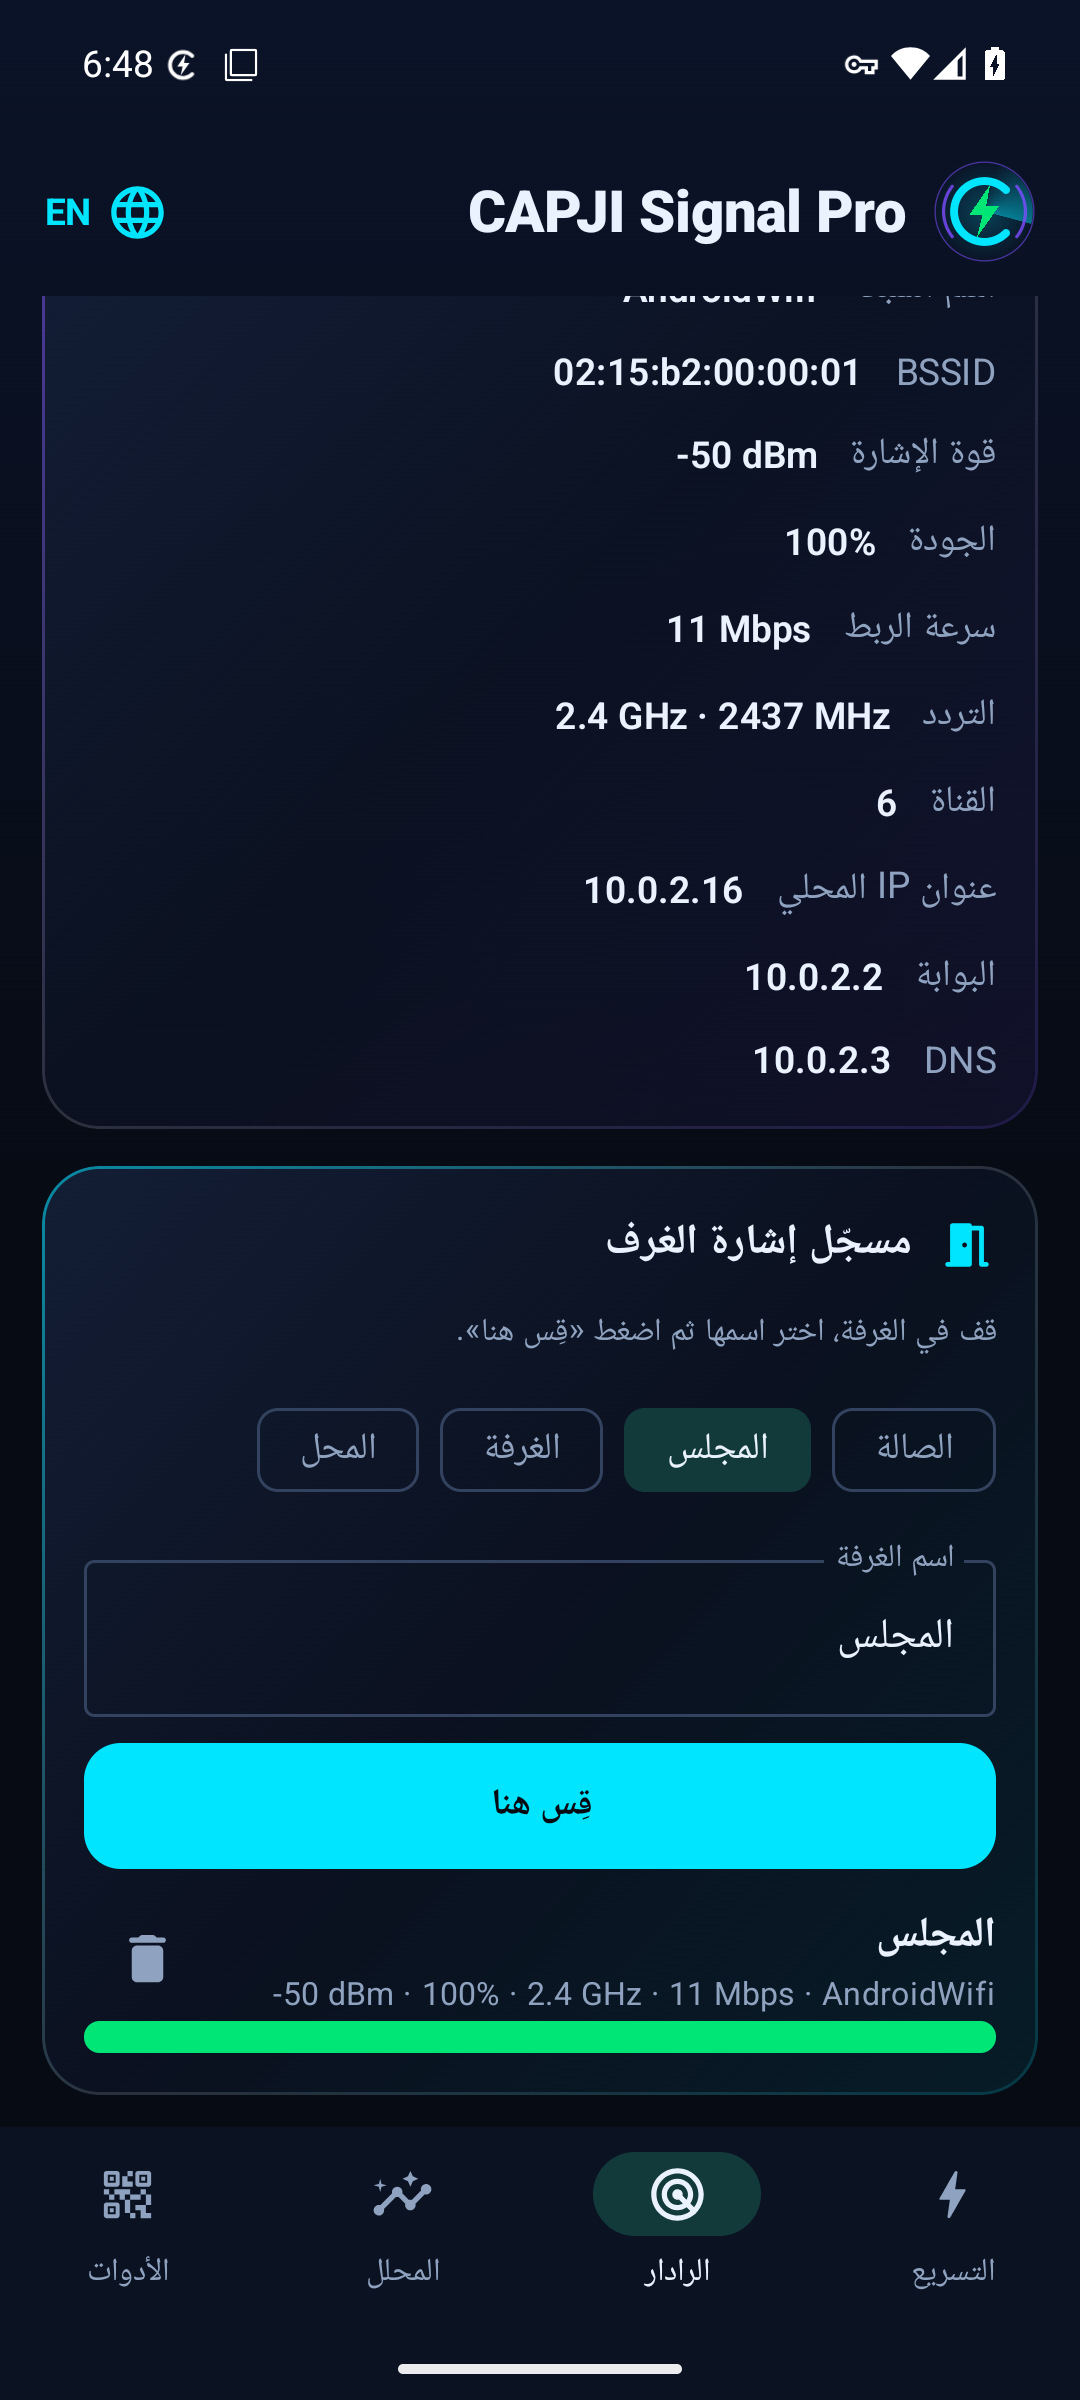 6:48
CAPJI Signal Pro
EN
BSSID 02:15:b2:00:00:01
قوة الإشارة -50 dBm
الجودة 100%
سرعة الربط 11 Mbps
التردد 2.4 GHz · 2437 MHz
القناة 6
عنوان IP المحلي 10.0.2.16
البوابة 10.0.2.2
DNS 10.0.2.3
مسجّل إشارة الغرف
قف في الغرفة، اختر اسمها ثم اضغط «قِس هنا».
الصالة المجلس الغرفة المحل
اسم الغرفة
المجلس
قِس هنا
المجلس
-50 dBm · 100% · 2.4 GHz · 11 Mbps · AndroidWifi
التسريع الرادار المحلل الأدوات